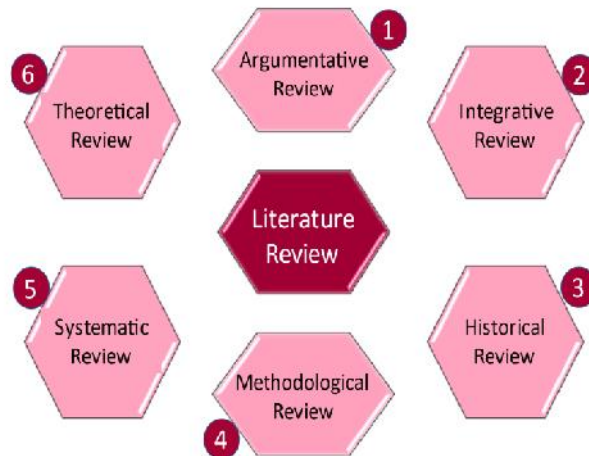 1
Argumentative
Review
2
Integrative
Review
3
Historical
Review
4
Methodological
Review
5
Systematic
Review
6
Theoretical
Review
Literature
Review